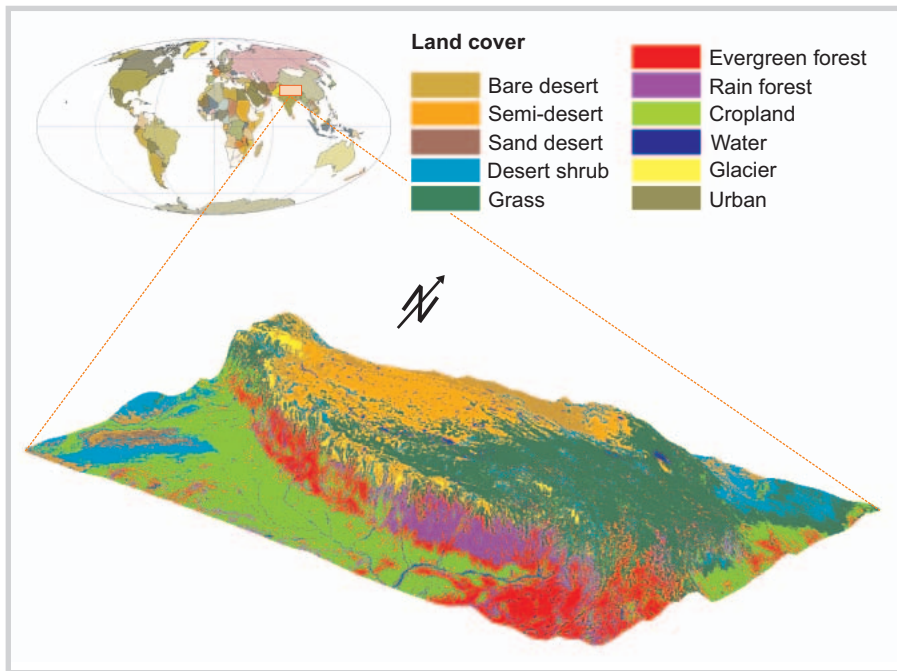 Land cover
Bare desert
Semi-desert
Sand desert
Desert shrub
Grass
Evergreen forest
Rain forest
Cropland
Water
Glacier
Urban
N